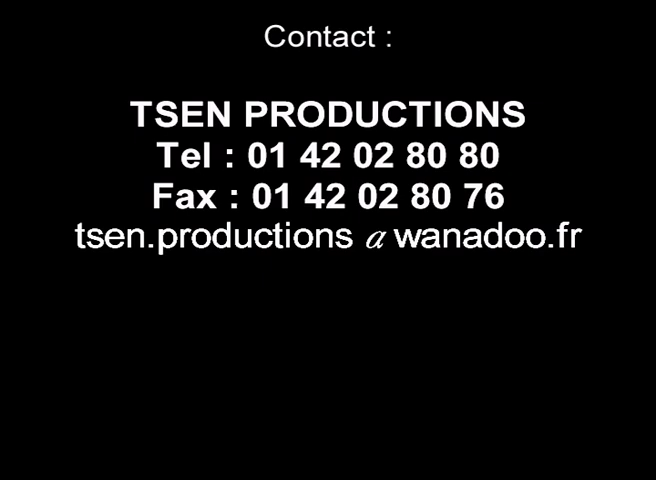 Contact :
TSEN PRODUCTIONS
Tel : 01 42 02 80 80
Fax : 01 42 02 80 76
tsen.productions a wanadoo.fr